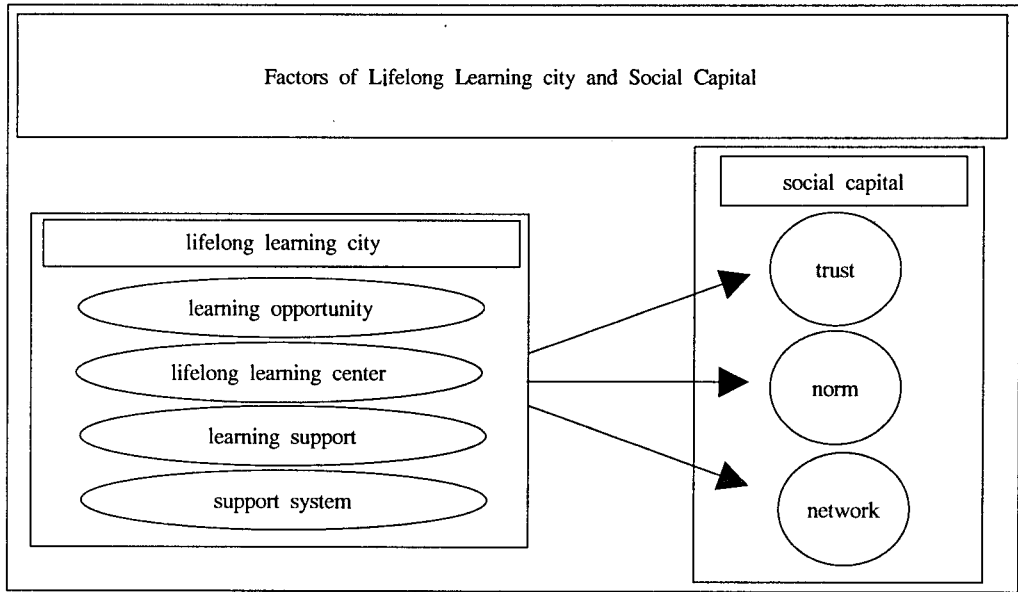 Factors of Lifelong Learning city and Social Capital
social capital
lifelong learning city
learning opportunity
lifelong learning center
learning support
support system
trust
norm
network